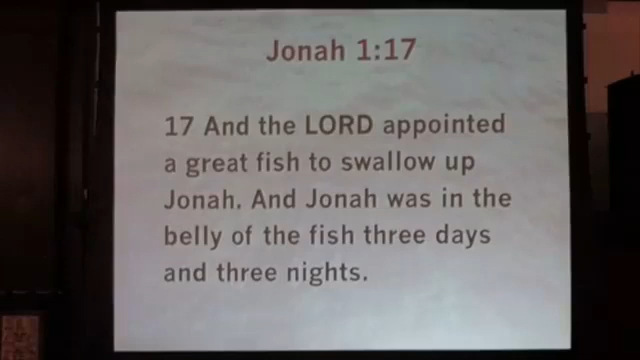 Jonah 1:17
17 And the LORD appointed
a great fish to swallow up
Jonah. And Jonah was in the
belly of the fish three days
and three nights.